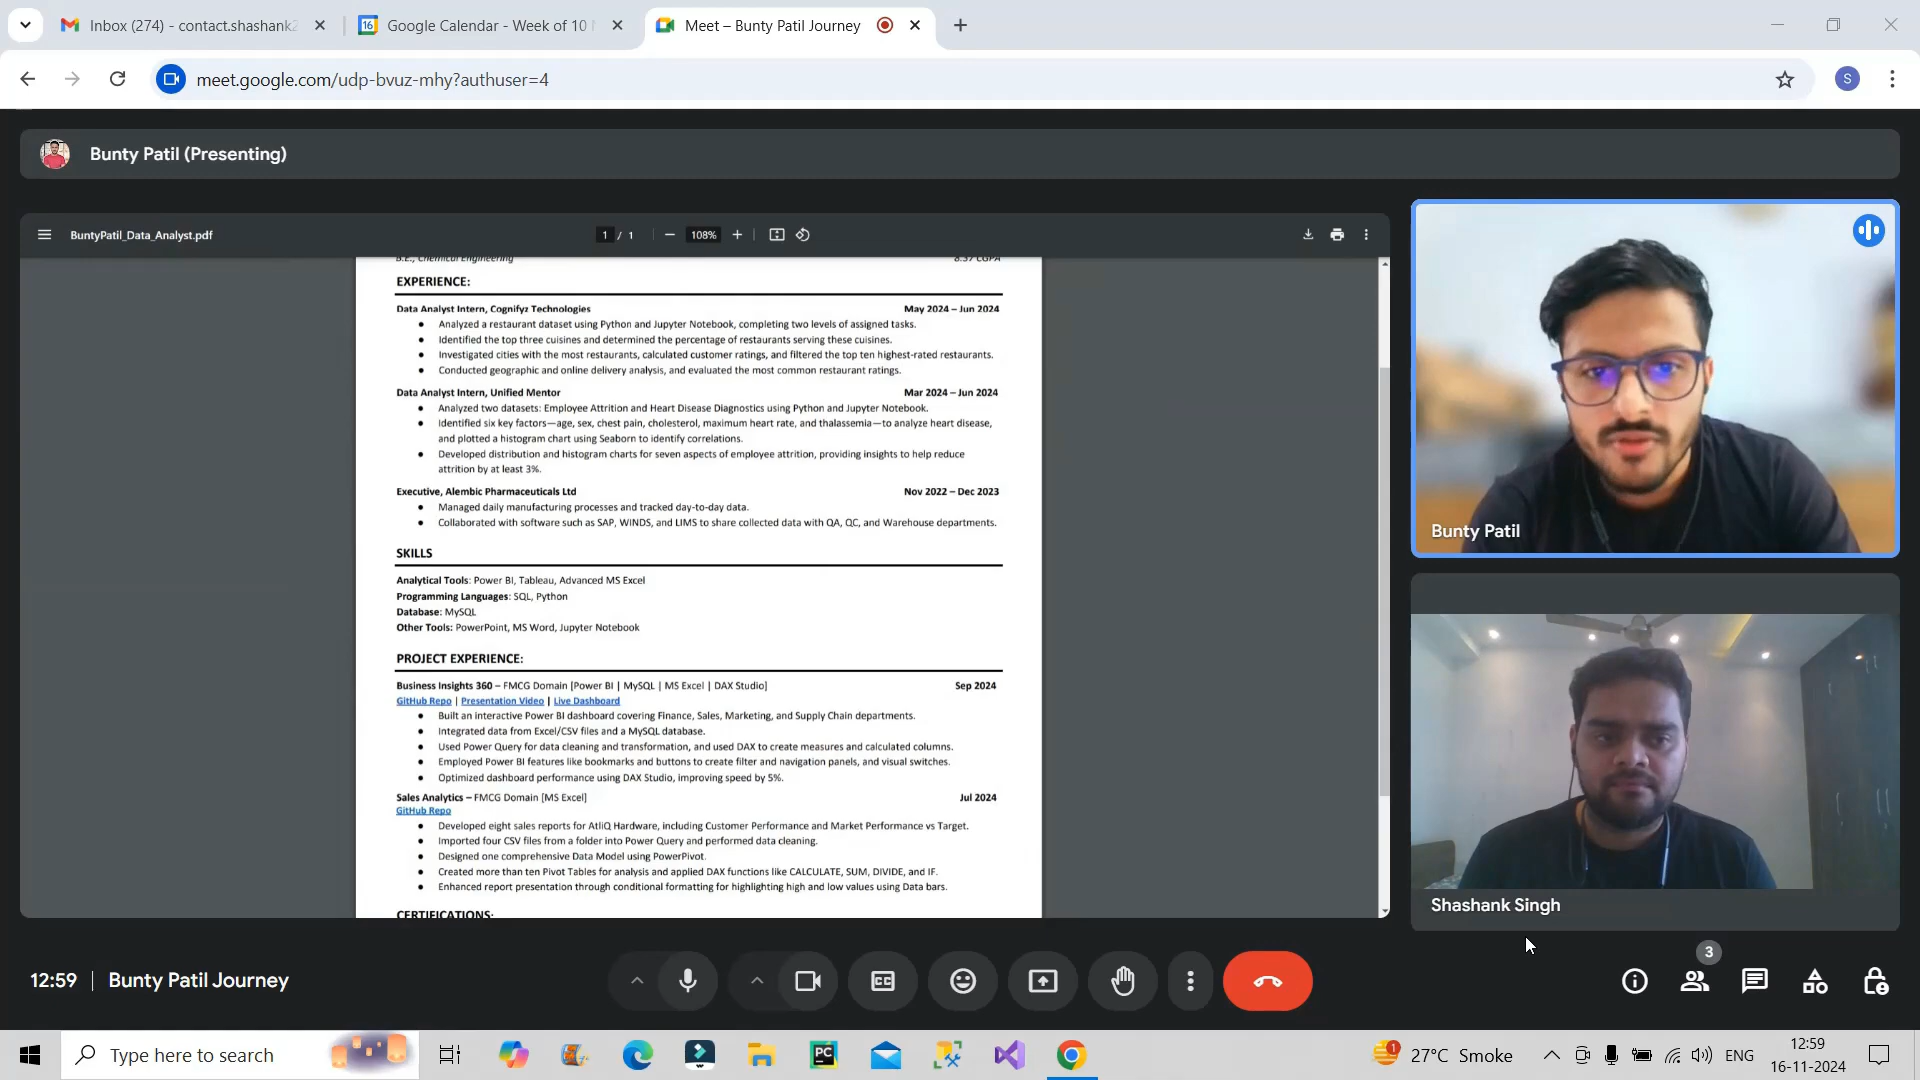 Inbox (274) - contact.shashank2
Google Calendar - Week of 10
Meet – Bunty Patil Journey
meet.google.com/udp-bvuz-mhy?authuser=4
S
Bunty Patil (Presenting)
BuntyPatil_Data_Analyst.pdf
1 / 1
108%
B.E., Chemical Engineering 8.57 CGPA
EXPERIENCE:
Data Analyst Intern, Cognifyz Technologies May 2024 – Jun 2024
● Analyzed a restaurant dataset using Python and Jupyter Notebook, completing two levels of assigned tasks.
● Identified the top three cuisines and determined the percentage of restaurants serving these cuisines.
● Investigated cities with the most restaurants, calculated customer ratings, and filtered the top ten highest-rated restaurants.
● Conducted geographic and online delivery analysis, and evaluated the most common restaurant ratings.
Data Analyst Intern, Unified Mentor Mar 2024 – Jun 2024
● Analyzed two datasets: Employee Attrition and Heart Disease Diagnostics using Python and Jupyter Notebook.
● Identified six key factors—age, sex, chest pain, cholesterol, maximum heart rate, and thalassemia—to analyze heart disease,
and plotted a histogram chart using Seaborn to identify correlations.
● Developed distribution and histogram charts for seven aspects of employee attrition, providing insights to help reduce
attrition by at least 3%.
Executive, Alembic Pharmaceuticals Ltd Nov 2022 – Dec 2023
● Managed daily manufacturing processes and tracked day-to-day data.
● Collaborated with software such as SAP, WINDS, and LIMS to share collected data with QA, QC, and Warehouse departments.
SKILLS
Analytical Tools: Power BI, Tableau, Advanced MS Excel
Programming Languages: SQL, Python
Database: MySQL
Other Tools: PowerPoint, MS Word, Jupyter Notebook
PROJECT EXPERIENCE:
Business Insights 360 – FMCG Domain [Power BI | MySQL | MS Excel | DAX Studio] Sep 2024
GitHub Repo | Presentation Video | Live Dashboard
● Built an interactive Power BI dashboard covering Finance, Sales, Marketing, and Supply Chain departments.
● Integrated data from Excel/CSV files and a MySQL database.
● Used Power Query for data cleaning and transformation, and used DAX to create measures and calculated columns.
● Employed Power BI features like bookmarks and buttons to create filter and navigation panels, and visual switches.
● Optimized dashboard performance using DAX Studio, improving speed by 5%.
Sales Analytics – FMCG Domain [MS Excel] Jul 2024
GitHub Repo
● Developed eight sales reports for AtliQ Hardware, including Customer Performance and Market Performance vs Target.
● Imported four CSV files from a folder into Power Query and performed data cleaning.
● Designed one comprehensive Data Model using PowerPivot.
● Created more than ten Pivot Tables for analysis and applied DAX functions like CALCULATE, SUM, DIVIDE, and IF.
● Enhanced report presentation through conditional formatting for highlighting high and low values using Data bars.
CERTIFICATIONS:
Bunty Patil
Shashank Singh
12:59 | Bunty Patil Journey
3
Type here to search
PC
1
27°C Smoke
ENG
12:59
16-11-2024